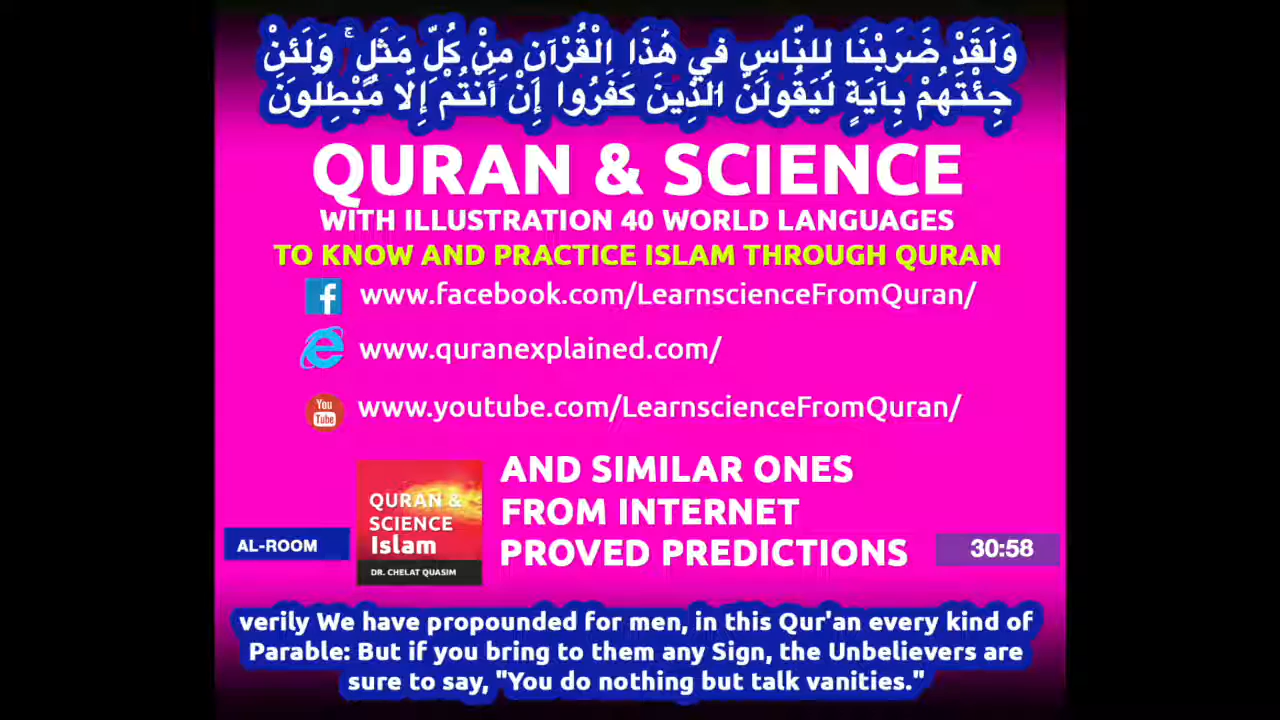 وَلَقَدْ ضَرَبْنَا لِلنَّاسِ فِي هَٰذَا الْقُرْآنِ مِنْ كُلِّ مَثَلٍ ۚ وَلَئِنْ
جِئْتَهُمْ بِآيَةٍ لَيَقُولَنَّ الَّذِينَ كَفَرُوا إِنْ أَنْتُمْ إِلَّا مُبْطِلُونَ
QURAN & SCIENCE
WITH ILLUSTRATION 40 WORLD LANGUAGES
TO KNOW AND PRACTICE ISLAM THROUGH QURAN
www.facebook.com/LearnscienceFromQuran/
www.quranexplained.com/
You
Tube
www.youtube.com/LearnscienceFromQuran/
AND SIMILAR ONES
FROM INTERNET
PROVED PREDICTIONS
QURAN &
SCIENCE
Islam
DR. CHELAT QUASIM
AL-ROOM
30:58
verily We have propounded for men, in this Qur'an every kind of
Parable: But if you bring to them any Sign, the Unbelievers are
sure to say, "You do nothing but talk vanities."